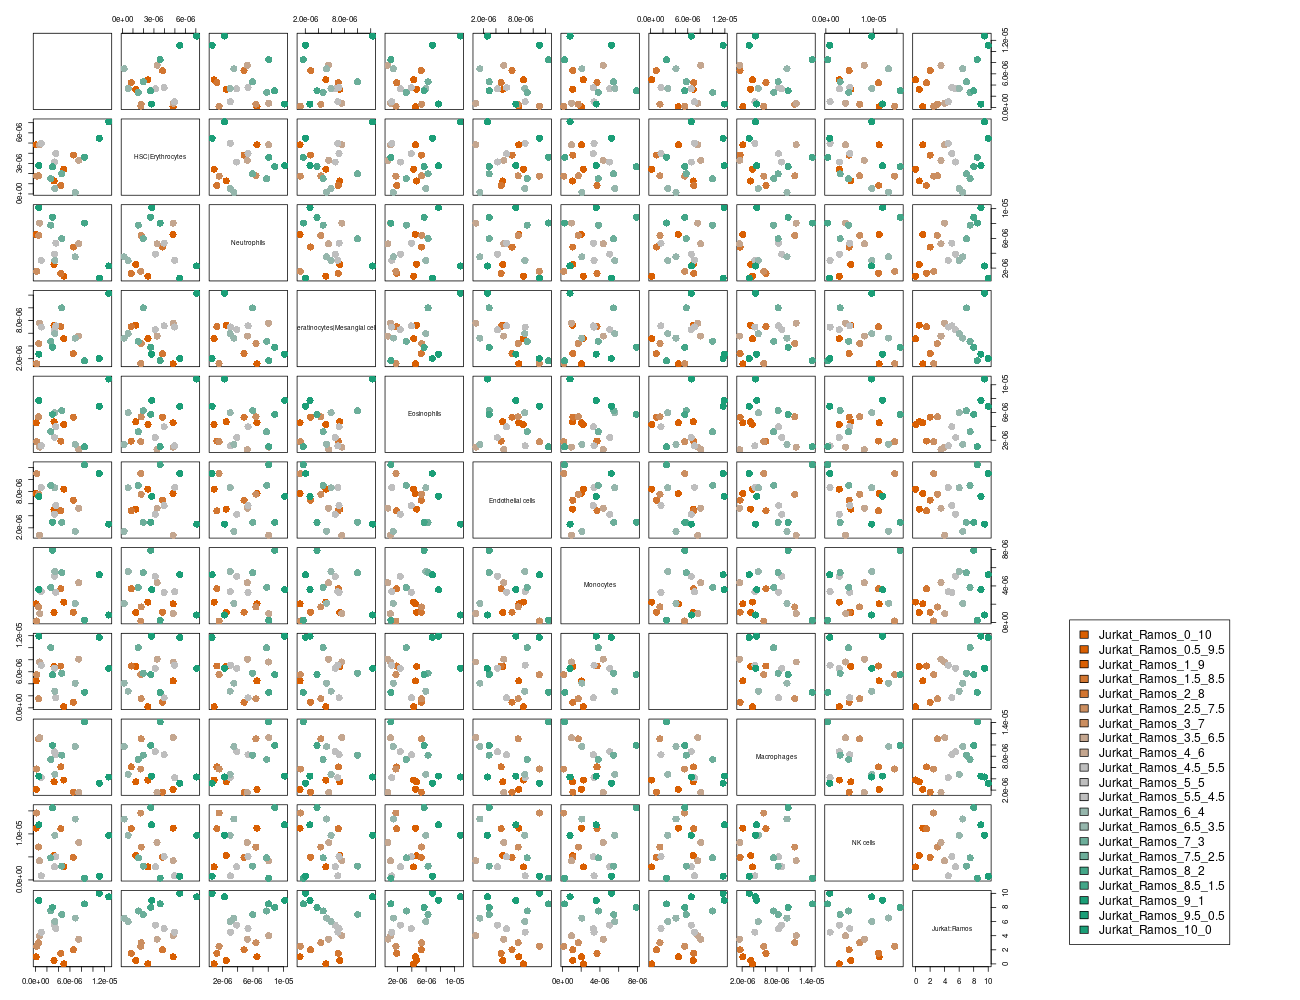 0e+00 3e-06 6e-06 2.0e-06 8.0e-06 2.0e-06 8.0e-06 0.0e+00 6.0e-06 1.2e-05 0.0e+00 1.0e-05
0.0e+00 6.0e-06 1.2e-05
HSC|Erythrocytes
0e+00 3e-06 6e-06
Neutrophils
2e-06 6e-06 1e-05
eratinocytes|Mesangial cell
2.0e-06 8.0e-06
Eosinophils
2e-06 6e-06 1e-05
Endothelial cells
2.0e-06 8.0e-06
Monocytes
0e+00 4e-06 8e-06
0.0e+00 6.0e-06 1.2e-05
Macrophages
2.0e-06 8.0e-06 1.4e-05
NK cells
0.0e+00 1.0e-05
Jurkat:Ramos
0 2 4 6 8 10
0.0e+00 6.0e-06 1.2e-05 2e-06 6e-06 1e-05 2e-06 6e-06 1e-05 0e+00 4e-06 8e-06 2.0e-06 8.0e-06 1.4e-05 0 2 4 6 8 10
Jurkat_Ramos_0_10
Jurkat_Ramos_0.5_9.5
Jurkat_Ramos_1_9
Jurkat_Ramos_1.5_8.5
Jurkat_Ramos_2_8
Jurkat_Ramos_2.5_7.5
Jurkat_Ramos_3_7
Jurkat_Ramos_3.5_6.5
Jurkat_Ramos_4_6
Jurkat_Ramos_4.5_5.5
Jurkat_Ramos_5_5
Jurkat_Ramos_5.5_4.5
Jurkat_Ramos_6_4
Jurkat_Ramos_6.5_3.5
Jurkat_Ramos_7_3
Jurkat_Ramos_7.5_2.5
Jurkat_Ramos_8_2
Jurkat_Ramos_8.5_1.5
Jurkat_Ramos_9_1
Jurkat_Ramos_9.5_0.5
Jurkat_Ramos_10_0